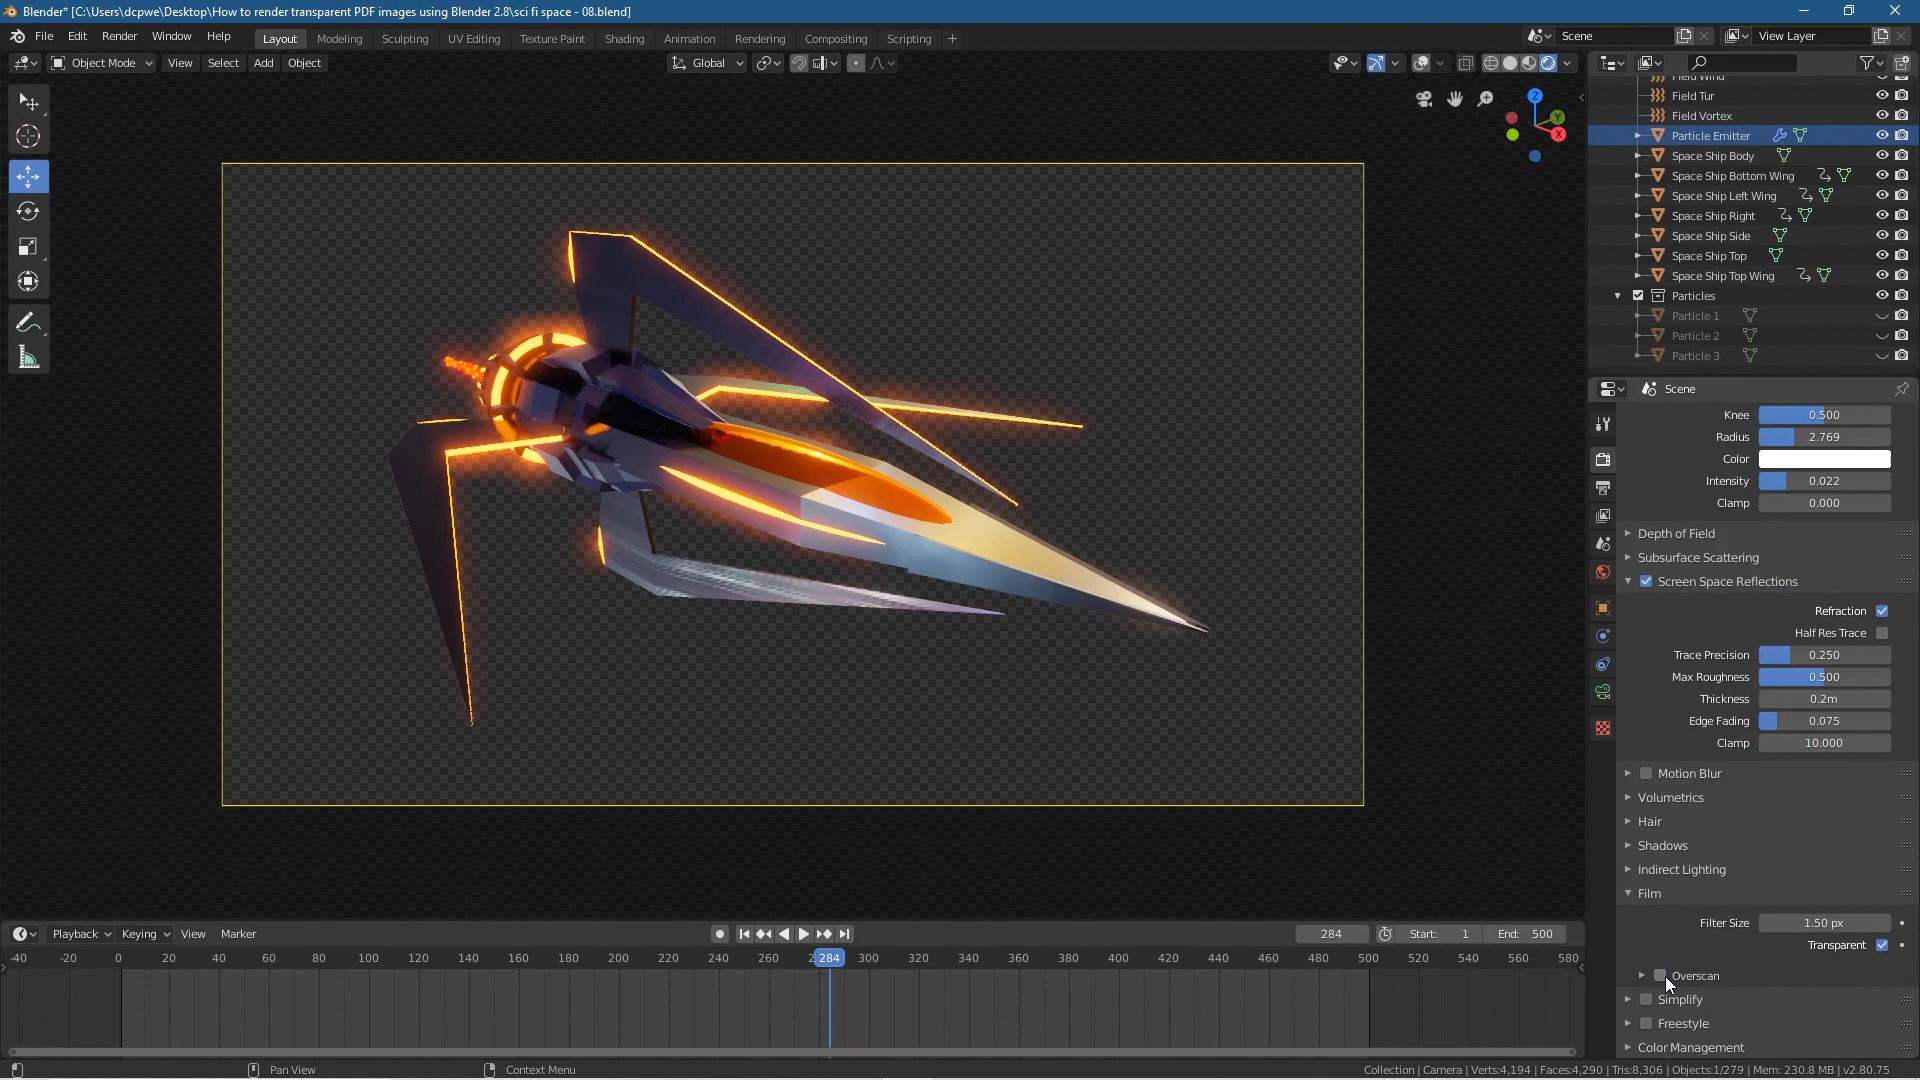 Blender* [C:\Users\dcpwe\Desktop\How to render transparent PDF images using Blender 2.8\sci fi space - 08.blend]
File Edit Render Window Help Layout Modeling Sculpting UV Editing Texture Paint Shading Animation Rendering Compositing Scripting + Scene View Layer
Object Mode View Select Add Object Global
Field Wind
Field Tur
Field Vortex
Particle Emitter
Space Ship Body
Space Ship Bottom Wing
Space Ship Left Wing
Space Ship Right
Space Ship Side
Space Ship Top
Space Ship Top Wing
Particles
Particle 1
Particle 2
Particle 3
Z
Y
X
Scene
Knee 0.500
Radius 2.769
Color
Intensity 0.022
Clamp 0.000
Depth of Field
Subsurface Scattering
Screen Space Reflections
Refraction
Half Res Trace
Trace Precision 0.250
Max Roughness 0.500
Thickness 0.2m
Edge Fading 0.075
Clamp 10.000
Motion Blur
Volumetrics
Hair
Shadows
Indirect Lighting
Film
Filter Size 1.50 px
Transparent
Overscan
Simplify
Freestyle
Color Management
Playback Keying View Marker 284 Start: 1 End: 500
-40 -20 0 20 40 60 80 100 120 140 160 180 200 220 240 260 284 300 320 340 360 380 400 420 440 460 480 500 520 540 560 580
Pan View Context Menu Collection | Camera | Verts:4,194 | Faces:4,290 | Tris:8,306 | Objects:1/279 | Mem: 230.8 MB | v2.80.75